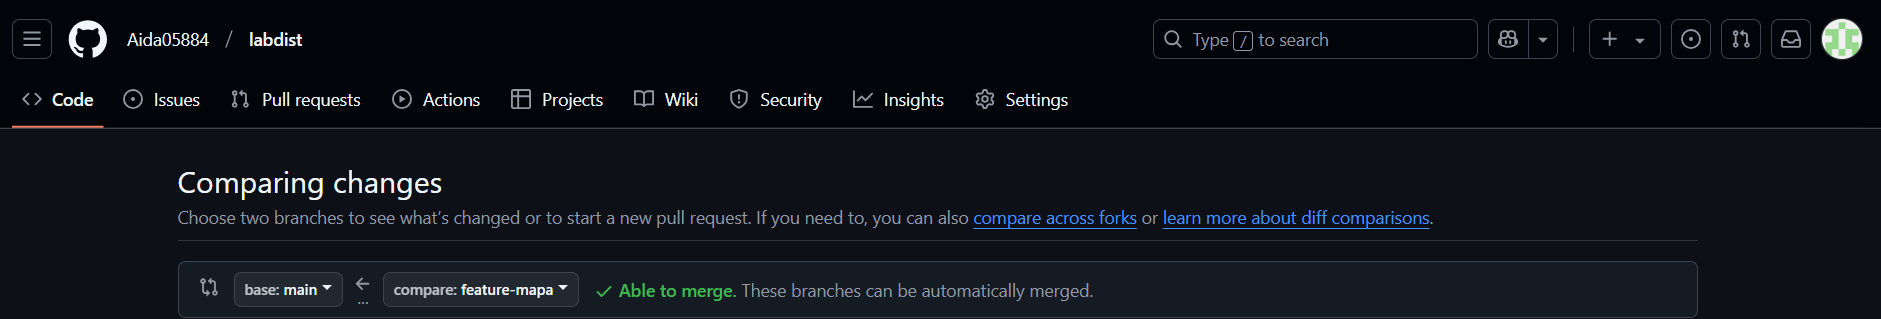 Aida05884 / labdist
Type / to search
Code Issues Pull requests Actions Projects Wiki Security Insights Settings
Comparing changes
Choose two branches to see what's changed or to start a new pull request. If you need to, you can also compare across forks or learn more about diff comparisons.
base: main ... compare: feature-mapa Able to merge. These branches can be automatically merged.